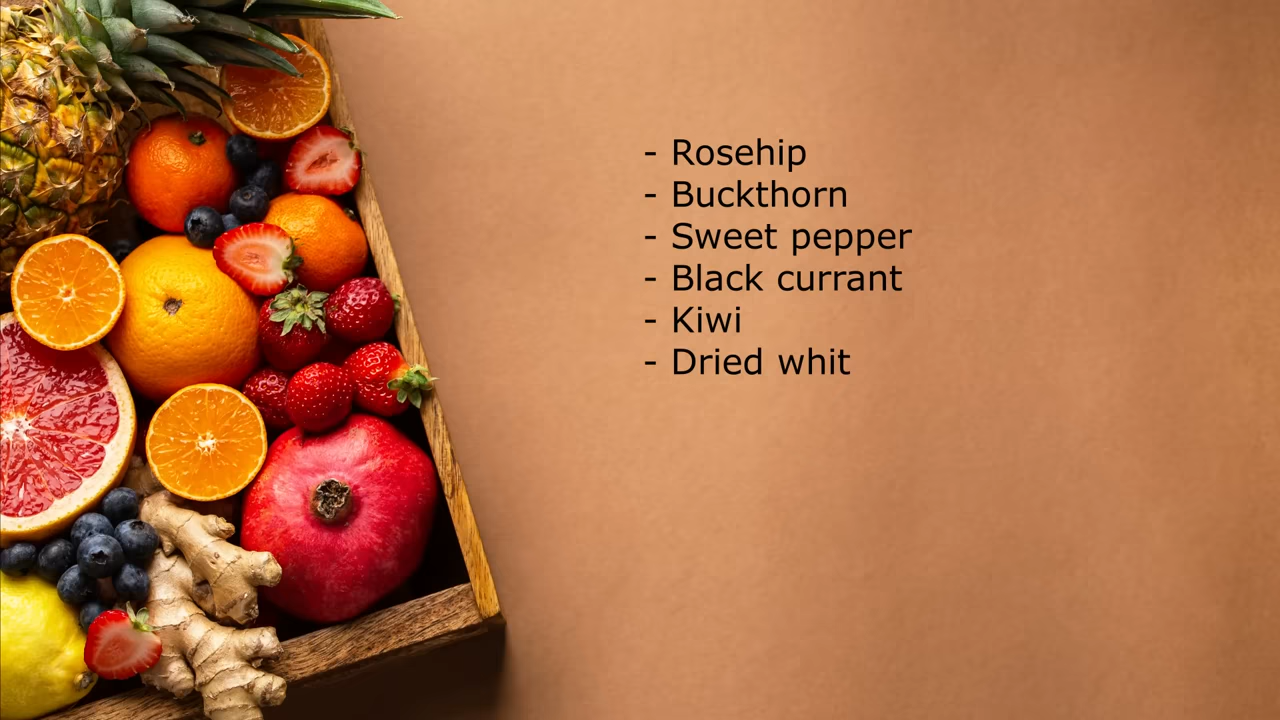 - Rosehip
- Buckthorn
- Sweet pepper
- Black currant
- Kiwi
- Dried whit